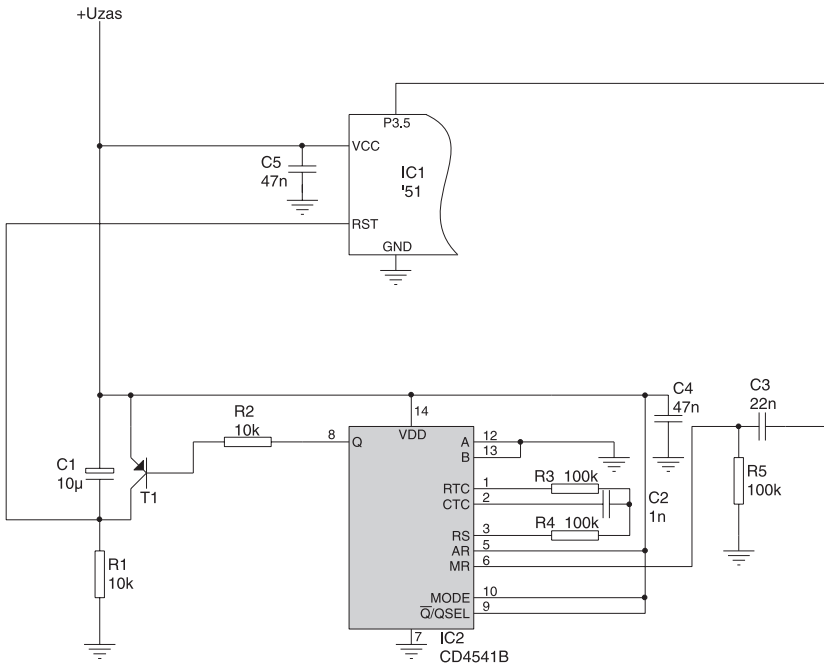 +Uzas
P3.5
VCC
C5
47n
IC1
'51
RST
GND
R2
10k
8
Q
14
VDD
A
12
B
13
RTC
1
CTC
2
RS
3
AR
5
MR
6
MODE
10
Q̅/QSEL
9
7
IC2
CD4541B
C1
10µ
T1
R1
10k
R3 100k
R4 100k
C2
1n
C4
47n
C3
22n
R5
100k